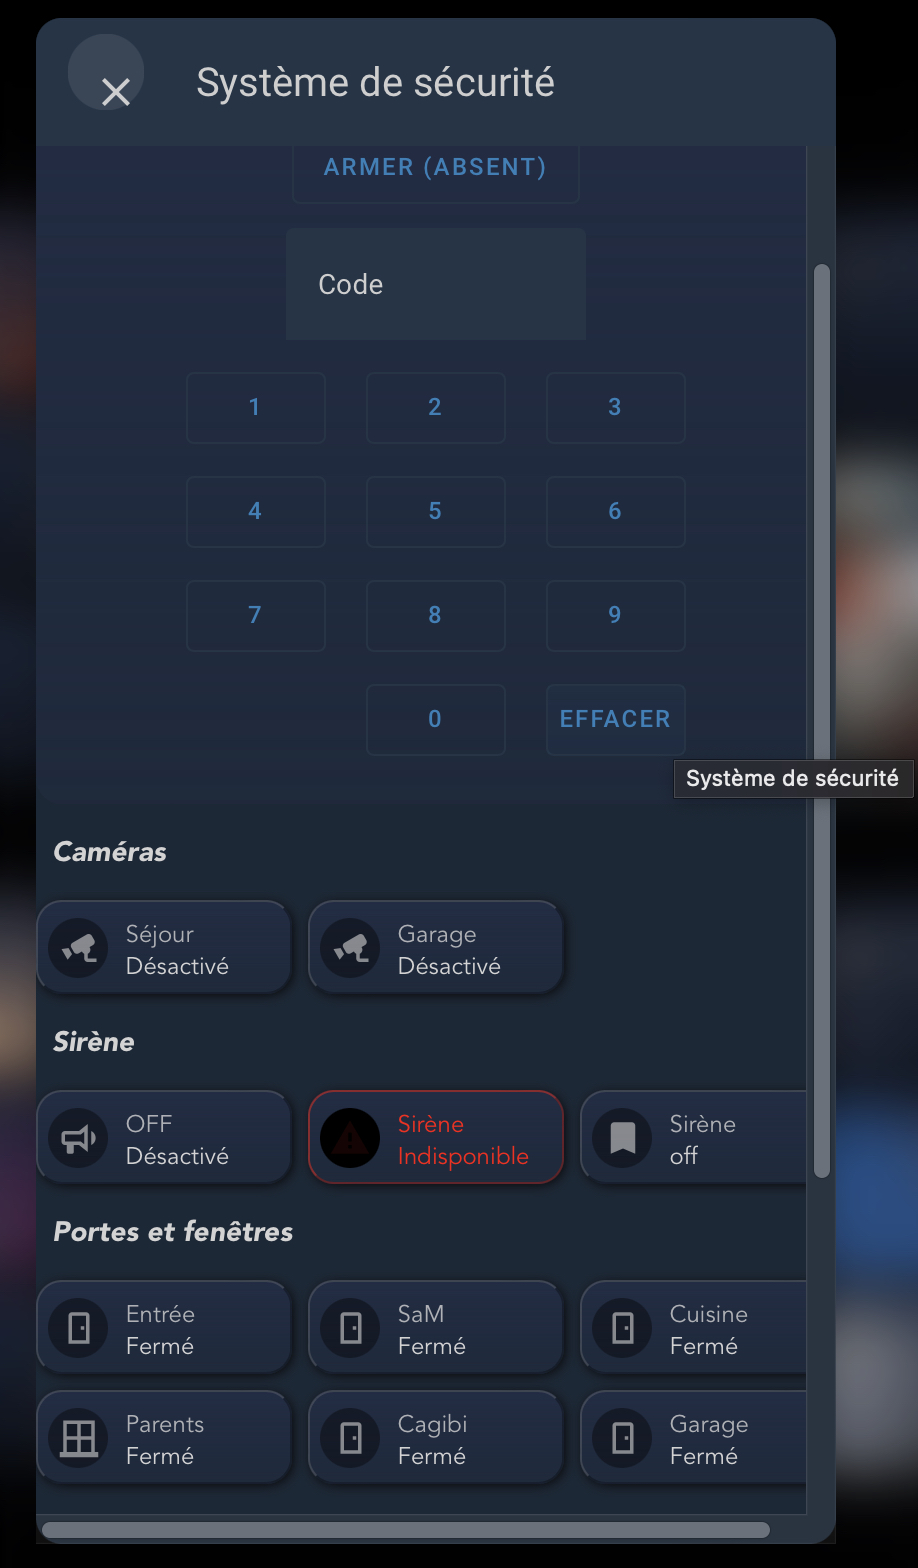 Système de sécurité
ARMER (ABSENT)
Code
1 2 3
4 5 6
7 8 9
0 EFFACER
Système de sécurité
Caméras
Séjour Garage
Désactivé Désactivé
Sirène
OFF Sirène Sirène
Désactivé Indisponible off
Portes et fenêtres
Entrée SaM Cuisine
Fermé Fermé Fermé
Parents Cagibi Garage
Fermé Fermé Fermé